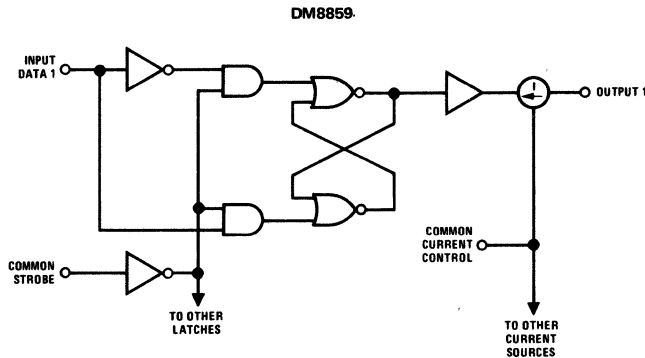 DM8859
INPUT
DATA 1
I
OUTPUT 1
COMMON
CURRENT
CONTROL
COMMON
STROBE
TO OTHER
LATCHES
TO OTHER
CURRENT
SOURCES